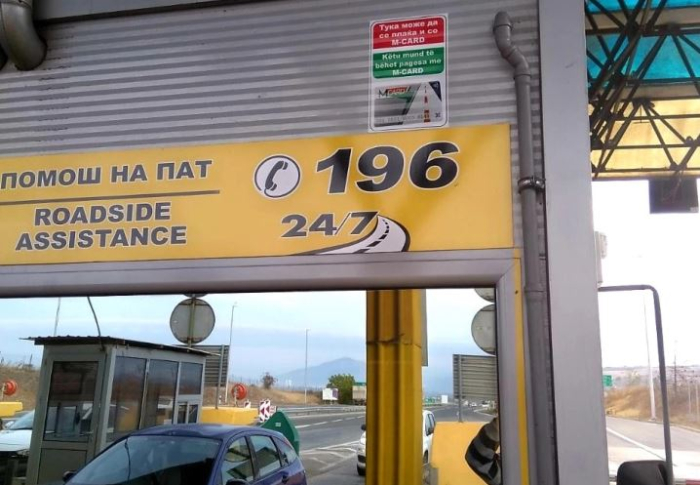 Тука може да
се плаќа и со
M-CARD
Këtu mund të
bëhet pagesa me
M-CARD
ПОМОШ НА ПАТ
196
ROADSIDE
ASSISTANCE
24/7